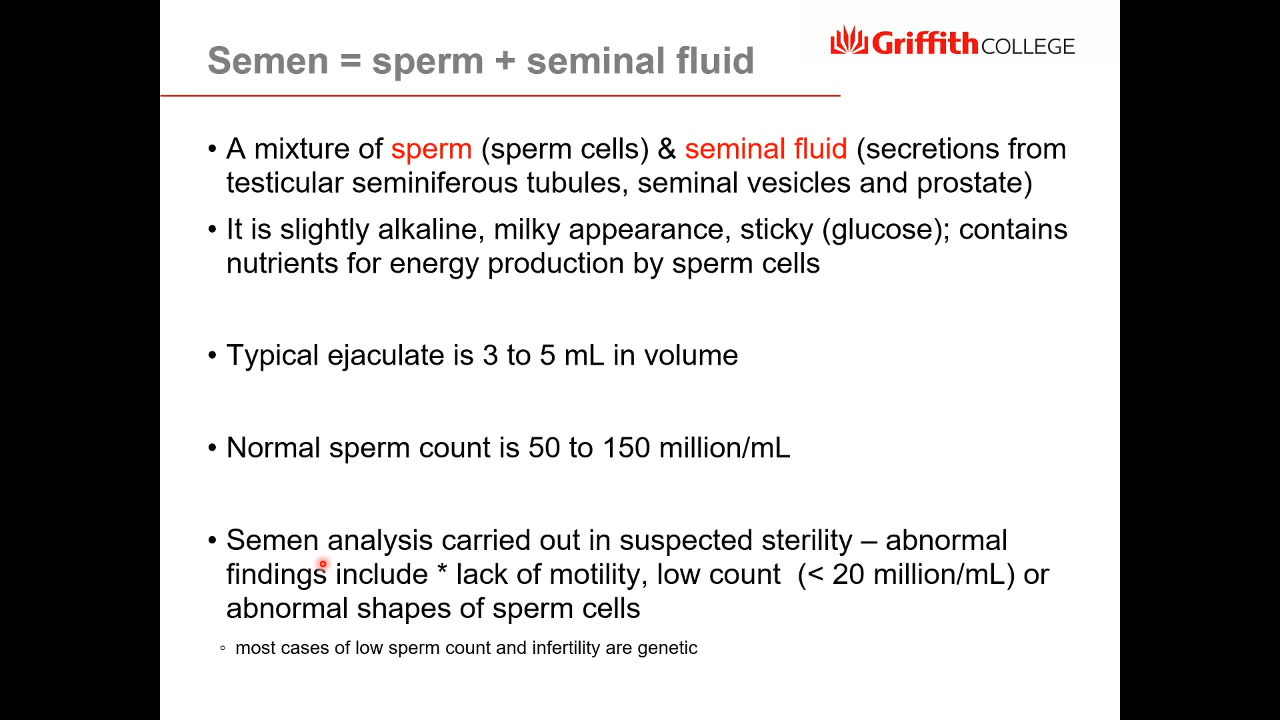 Semen = sperm + seminal fluid
Griffith COLLEGE
• A mixture of sperm (sperm cells) & seminal fluid (secretions from
testicular seminiferous tubules, seminal vesicles and prostate)
• It is slightly alkaline, milky appearance, sticky (glucose); contains
nutrients for energy production by sperm cells
• Typical ejaculate is 3 to 5 mL in volume
• Normal sperm count is 50 to 150 million/mL
• Semen analysis carried out in suspected sterility – abnormal
findings include * lack of motility, low count (< 20 million/mL) or
abnormal shapes of sperm cells
◦ most cases of low sperm count and infertility are genetic